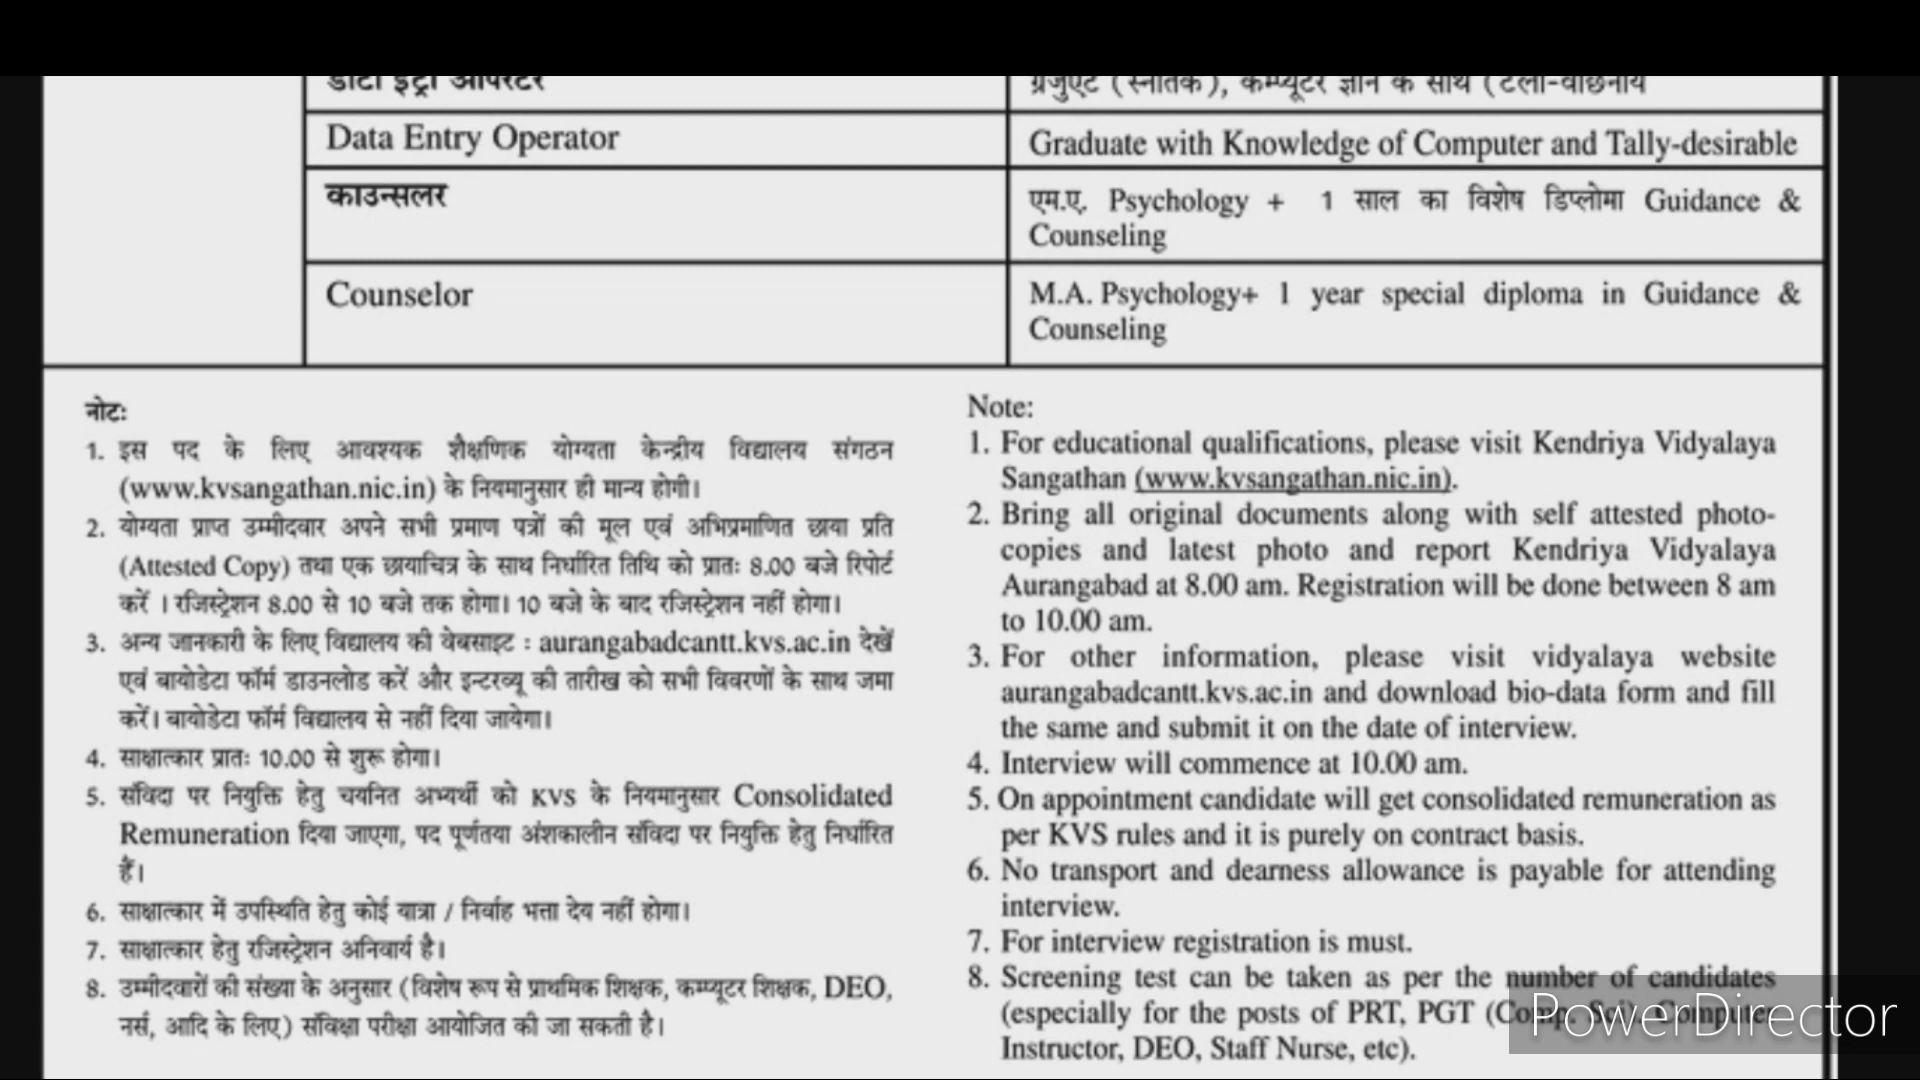 डाटा इंट्री ऑपरेटर
ग्रेजुएट (स्नातक), कम्प्यूटर ज्ञान के साथ (टेली-वांछनीय
Data Entry Operator
Graduate with Knowledge of Computer and Tally-desirable
काउन्सलर
एम.ए. Psychology + 1 साल का विशेष डिप्लोमा Guidance &
Counseling
Counselor
M.A. Psychology+ 1 year special diploma in Guidance &
Counseling
नोटः
1. इस पद के लिए आवश्यक शैक्षणिक योग्यता केन्द्रीय विद्यालय संगठन
(www.kvsangathan.nic.in) के नियमानुसार ही मान्य होगी।
2. योग्यता प्राप्त उम्मीदवार अपने सभी प्रमाण पत्रों की मूल एवं अभिप्रमाणित छाया प्रति
(Attested Copy) तथा एक छायाचित्र के साथ निर्धारित तिथि को प्रातः 8.00 बजे रिपोर्ट
करें । रजिस्ट्रेशन 8.00 से 10 बजे तक होगा। 10 बजे के बाद रजिस्ट्रेशन नहीं होगा।
3. अन्य जानकारी के लिए विद्यालय की वेबसाइट : aurangabadcantt.kvs.ac.in देखें
एवं बायोडेटा फॉर्म डाउनलोड करें और इन्टरव्यू की तारीख को सभी विवरणों के साथ जमा
करें। बायोडेटा फॉर्म विद्यालय से नहीं दिया जायेगा।
4. साक्षात्कार प्रातः 10.00 से शुरू होगा।
5. संविदा पर नियुक्ति हेतु चयनित अभ्यर्थी को KVS के नियमानुसार Consolidated
Remuneration दिया जाएगा, पद पूर्णतया अंशकालीन संविदा पर नियुक्ति हेतु निर्धारित
हैं।
6. साक्षात्कार में उपस्थिति हेतु कोई यात्रा / निर्वाह भत्ता देय नहीं होगा।
7. साक्षात्कार हेतु रजिस्ट्रेशन अनिवार्य है।
8. उम्मीदवारों की संख्या के अनुसार (विशेष रूप से प्राथमिक शिक्षक, कम्प्यूटर शिक्षक, DEO,
नर्स, आदि के लिए) संविक्षा परीक्षा आयोजित की जा सकती है।
Note:
1. For educational qualifications, please visit Kendriya Vidyalaya
Sangathan (www.kvsangathan.nic.in).
2. Bring all original documents along with self attested photo-
copies and latest photo and report Kendriya Vidyalaya
Aurangabad at 8.00 am. Registration will be done between 8 am
to 10.00 am.
3. For other information, please visit vidyalaya website
aurangabadcantt.kvs.ac.in and download bio-data form and fill
the same and submit it on the date of interview.
4. Interview will commence at 10.00 am.
5. On appointment candidate will get consolidated remuneration as
per KVS rules and it is purely on contract basis.
6. No transport and dearness allowance is payable for attending
interview.
7. For interview registration is must.
8. Screening test can be taken as per the number of candidates
(especially for the posts of PRT, PGT (Comp. Sci), Computer
Instructor, DEO, Staff Nurse, etc).
PowerDirector